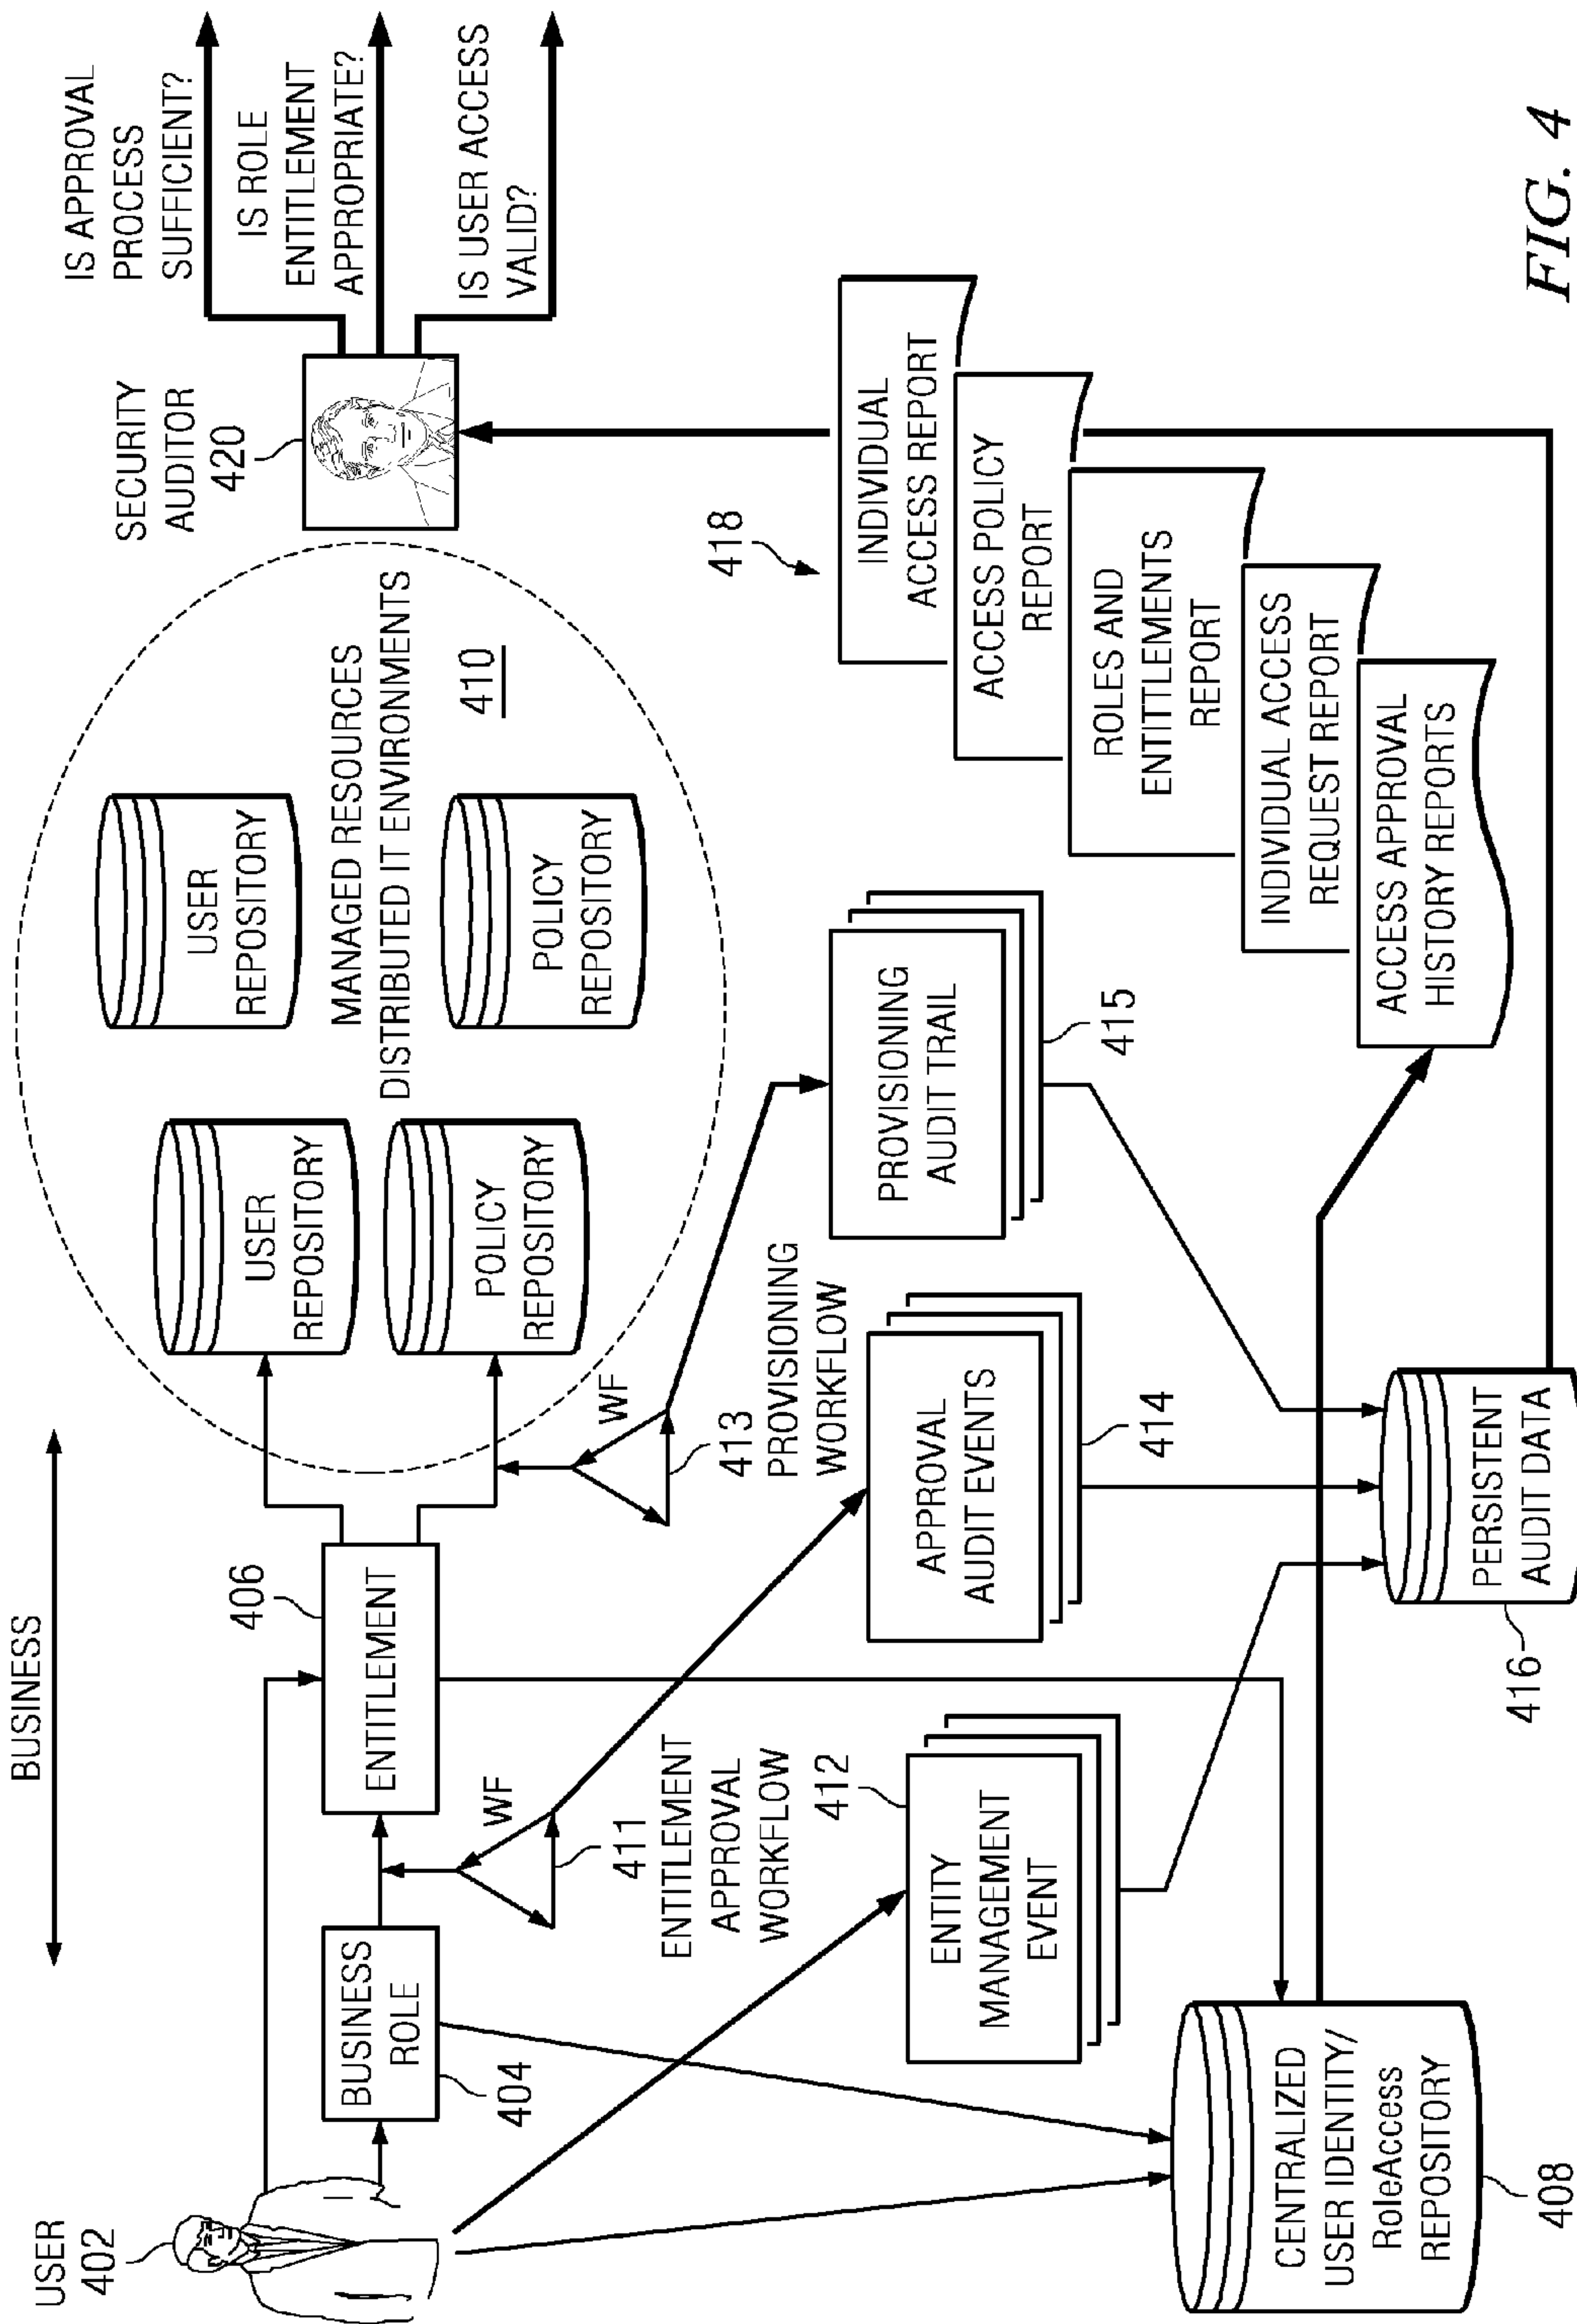 BUSINESS
USER
402
BUSINESS
ROLE
404
WF
411
ENTITLEMENT
APPROVAL
WORKFLOW
ENTITLEMENT
406
WF
413
PROVISIONING
WORKFLOW
USER
REPOSITORY
POLICY
REPOSITORY
USER
REPOSITORY
MANAGED RESOURCES
DISTRIBUTED IT ENVIRONMENTS
410
POLICY
REPOSITORY
SECURITY
AUDITOR
420
IS APPROVAL
PROCESS
SUFFICIENT?
IS ROLE
ENTITLEMENT
APPROPRIATE?
IS USER ACCESS
VALID?
412
ENTITY
MANAGEMENT
EVENT
APPROVAL
AUDIT EVENTS
414
PROVISIONING
AUDIT TRAIL
415
418
INDIVIDUAL
ACCESS REPORT
ACCESS POLICY
REPORT
ROLES AND
ENTITTLEMENTS
REPORT
INDIVIDUAL ACCESS
REQUEST REPORT
ACCESS APPROVAL
HISTORY REPORTS
CENTRALIZED
USER IDENTITY/
RoleAccess
REPOSITORY
408
416
PERSISTENT
AUDIT DATA
FIG. 4